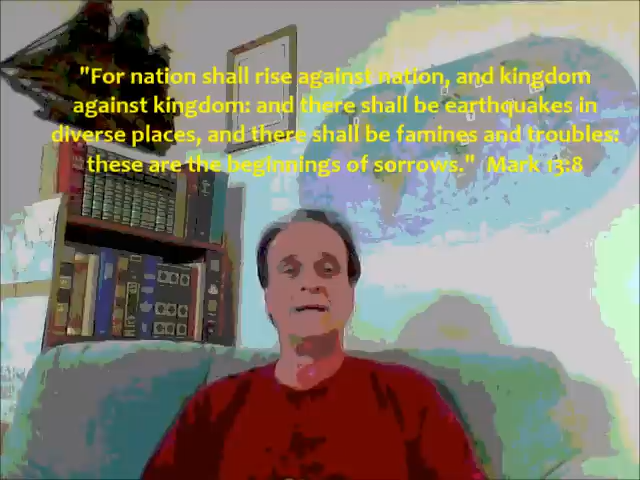 "For nation shall rise against nation, and kingdom
against kingdom: and there shall be earthquakes in
diverse places, and there shall be famines and troubles:
these are the beginnings of sorrows."  Mark 13:8